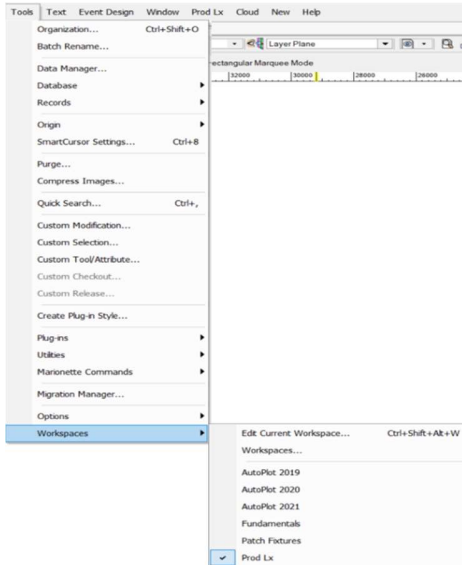 Tools Text Event Design Window Prod Lx Cloud New Help
Organization... Ctrl+Shift+O
Batch Rename...
Layer Plane
Data Manager...
ectangular Marquee Mode
32000 30000 28000 26000
Database
Records
Origin
SmartCursor Settings... Ctrl+8
Purge...
Compress Images...
Quick Search... Ctrl+,
Custom Modification...
Custom Selection...
Custom Tool/Attribute...
Custom Checkout...
Custom Release...
Create Plug-in Style...
Plug-ins
Utilities
Marionette Commands
Migration Manager...
Options
Workspaces
Edit Current Workspace... Ctrl+Shift+Alt+W
Workspaces...
AutoPlot 2019
AutoPlot 2020
AutoPlot 2021
Fundamentals
Patch Fixtures
Prod Lx